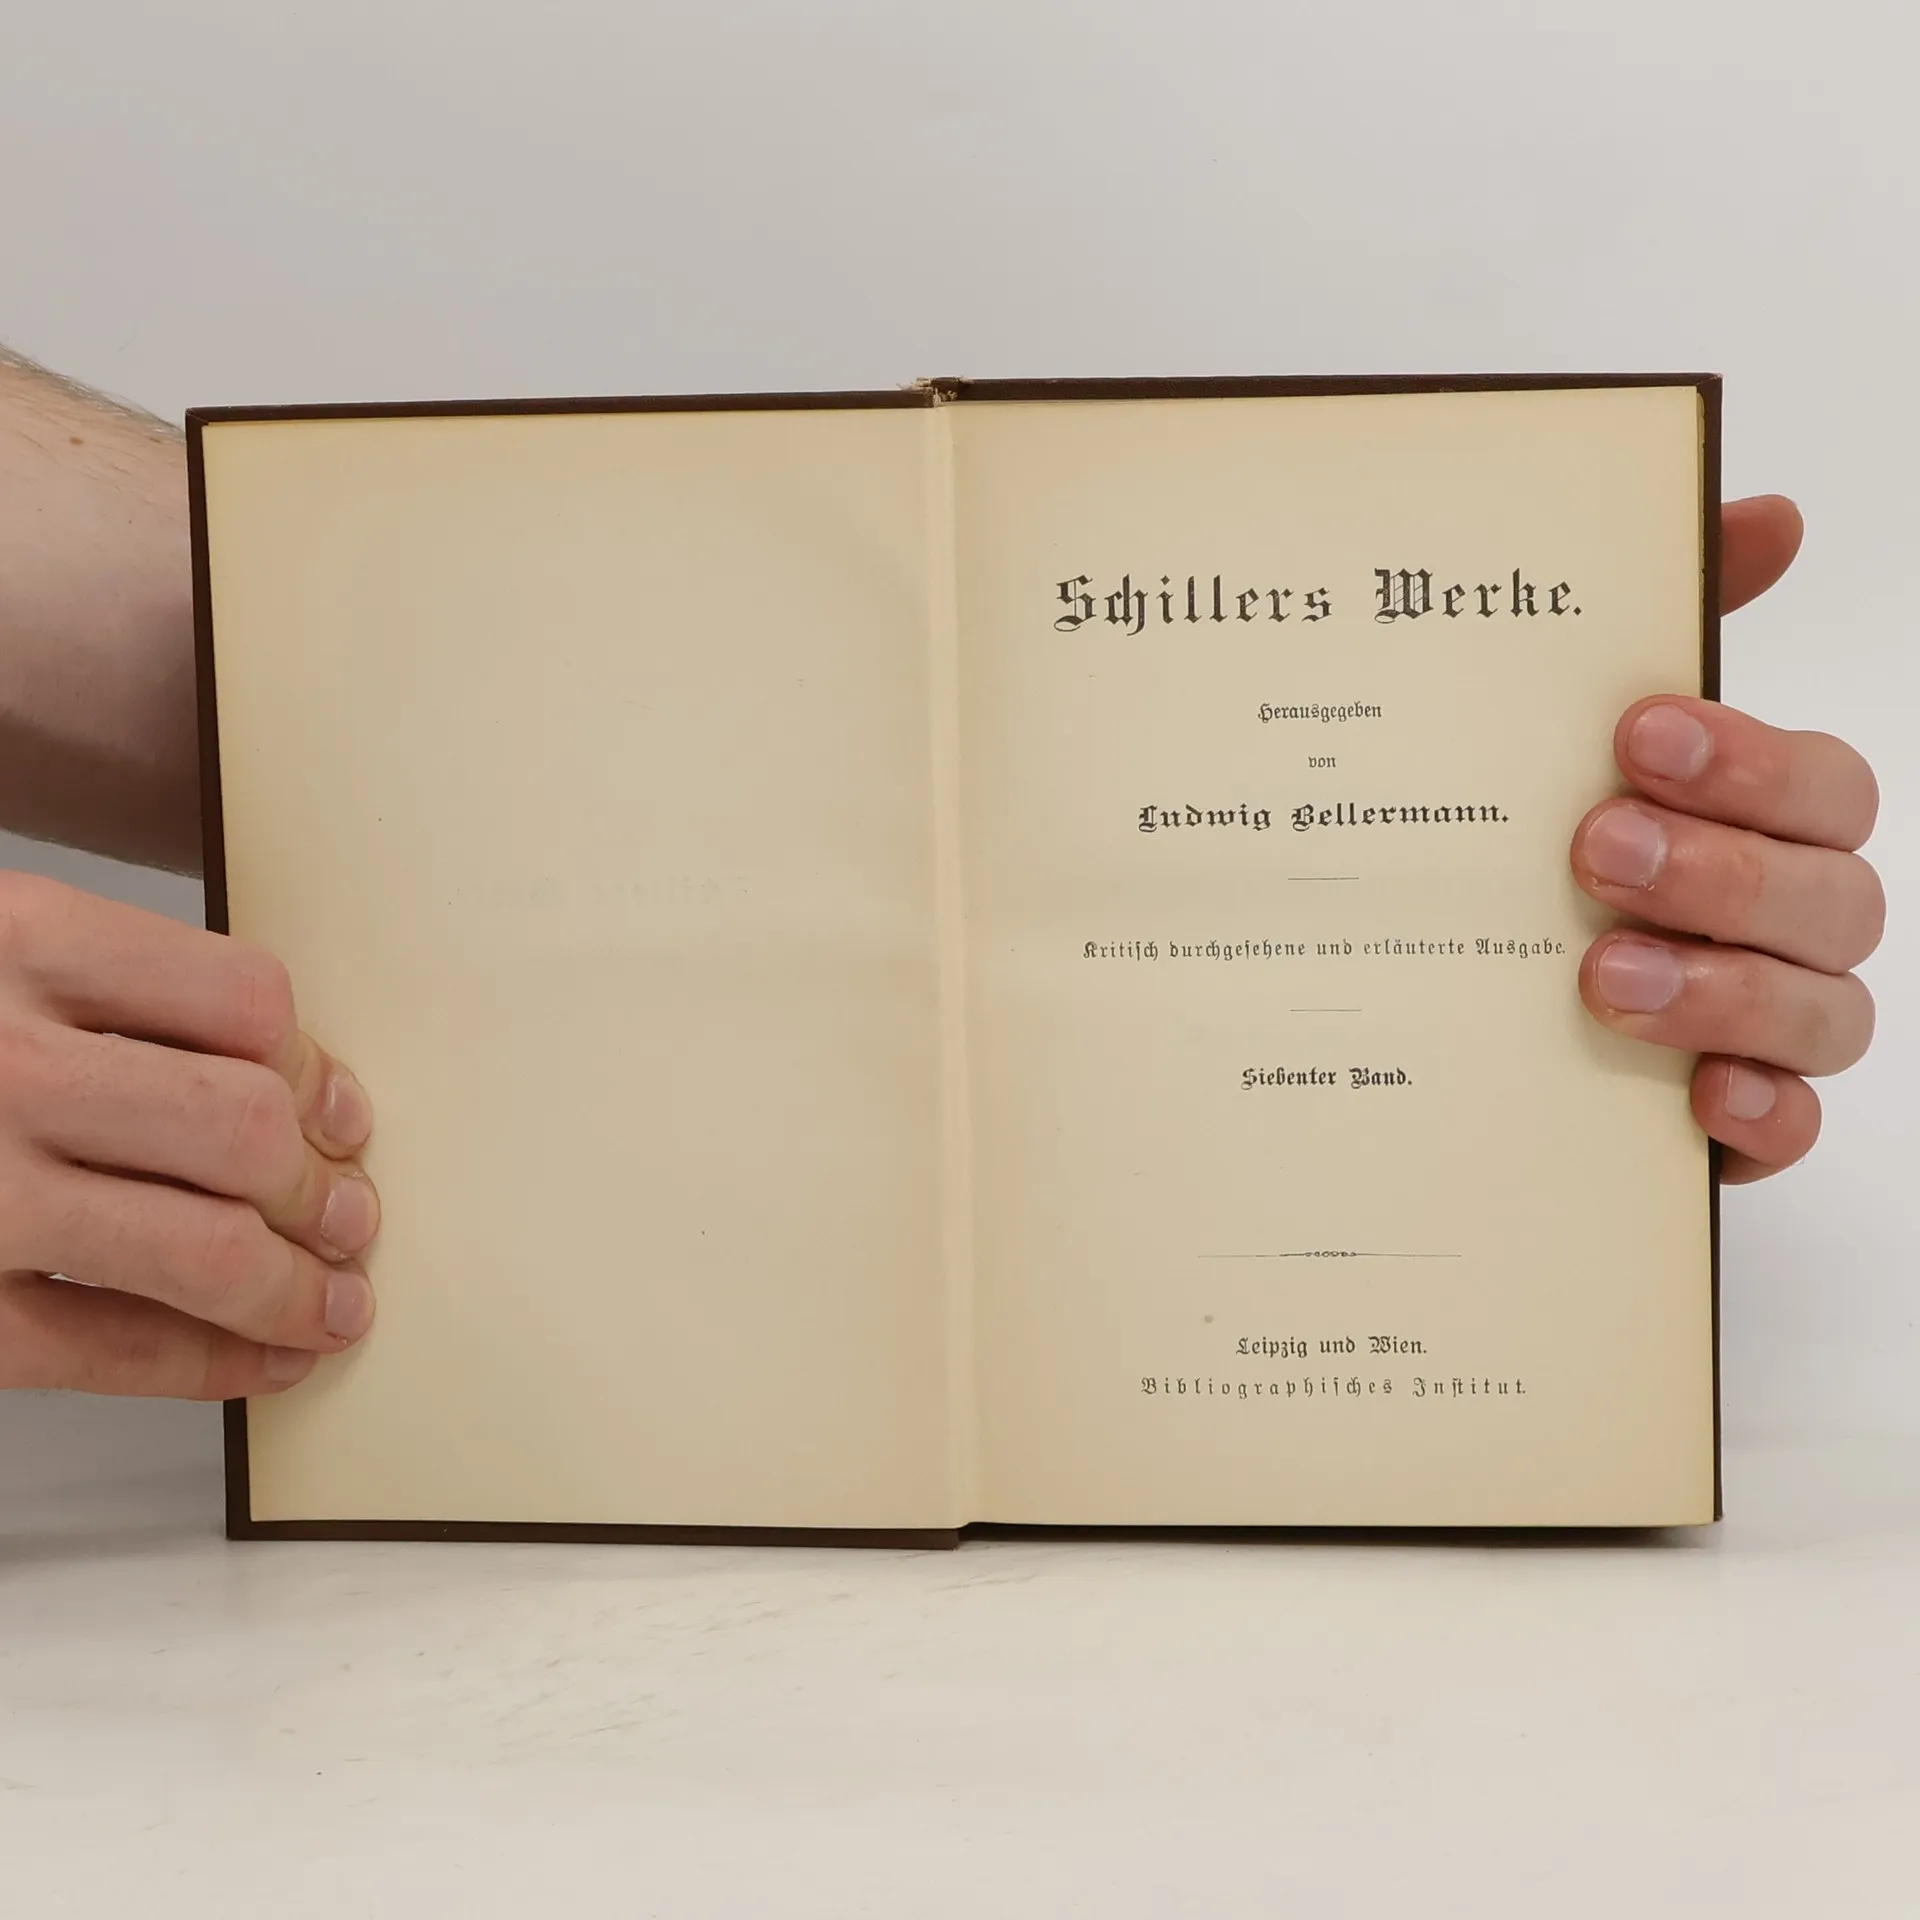 Schillers Werke.
Herausgegeben
von
Ludwig Bellermann.
Kritisch durchgesehene und erläuterte Ausgabe.
Siebenter Band.
Leipzig und Wien.
Bibliographisches Institut.